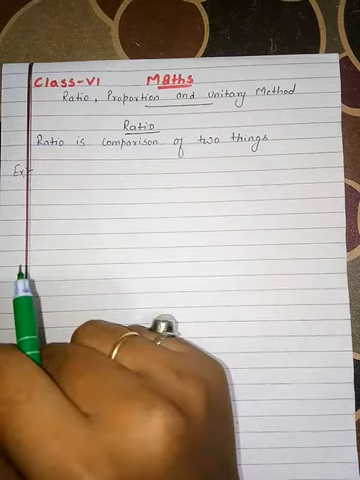 Class-VI Maths
Ratio, Proportion and Unitary Method
Ratio
Ratio is comparison of two things
Ex:-